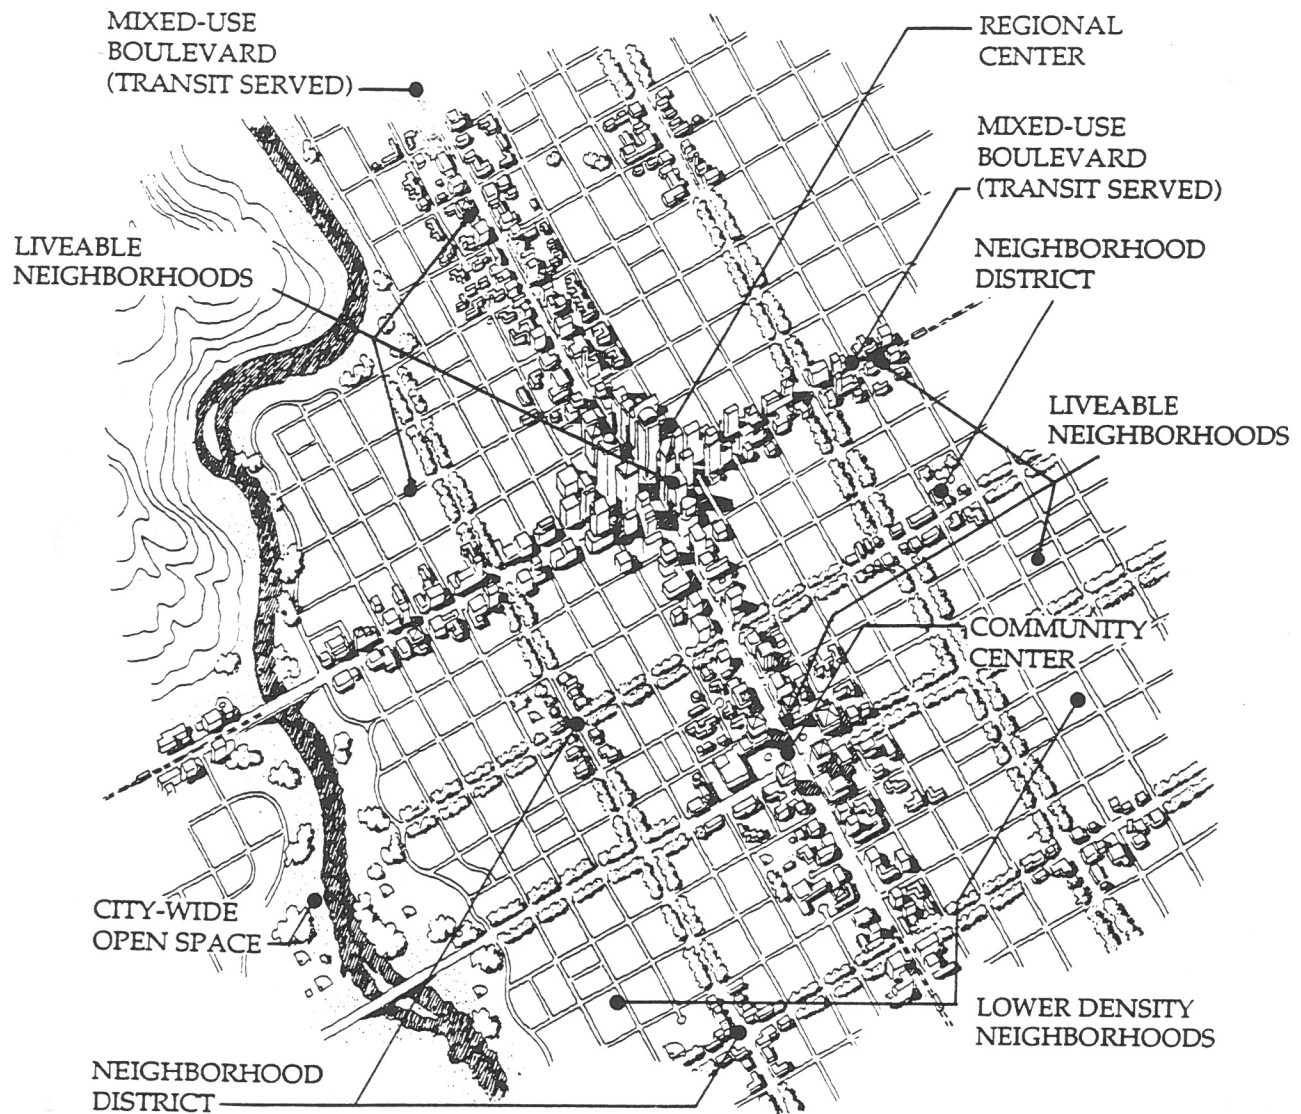 MIXED-USE
BOULEVARD
(TRANSIT SERVED)
REGIONAL
CENTER
MIXED-USE
BOULEVARD
(TRANSIT SERVED)
LIVEABLE
NEIGHBORHOODS
NEIGHBORHOOD
DISTRICT
LIVEABLE
NEIGHBORHOODS
COMMUNITY
CENTER
CITY-WIDE
OPEN SPACE
LOWER DENSITY
NEIGHBORHOODS
NEIGHBORHOOD
DISTRICT